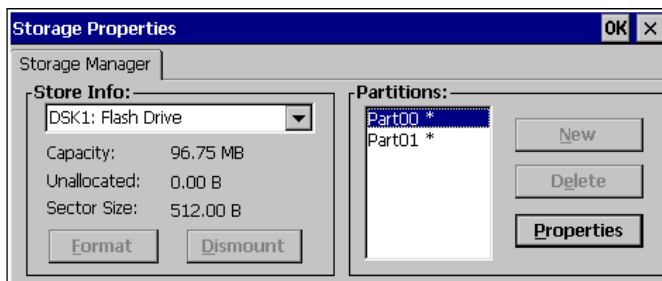 Storage Properties OK ×
Storage Manager
Store Info:
DSK1: Flash Drive
Capacity: 96.75 MB
Unallocated: 0.00 B
Sector Size: 512.00 B
Format Dismount
Partitions:
Part00 *
Part01 *
New
Delete
Properties